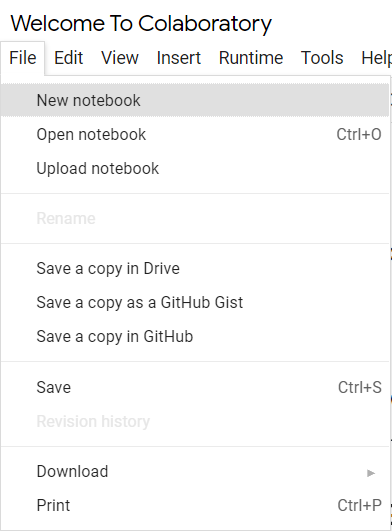 Welcome To Colaboratory
File Edit View Insert Runtime Tools Help
New notebook
Open notebook Ctrl+O
Upload notebook
Rename
Save a copy in Drive
Save a copy as a GitHub Gist
Save a copy in GitHub
Save Ctrl+S
Revision history
Download
Print Ctrl+P